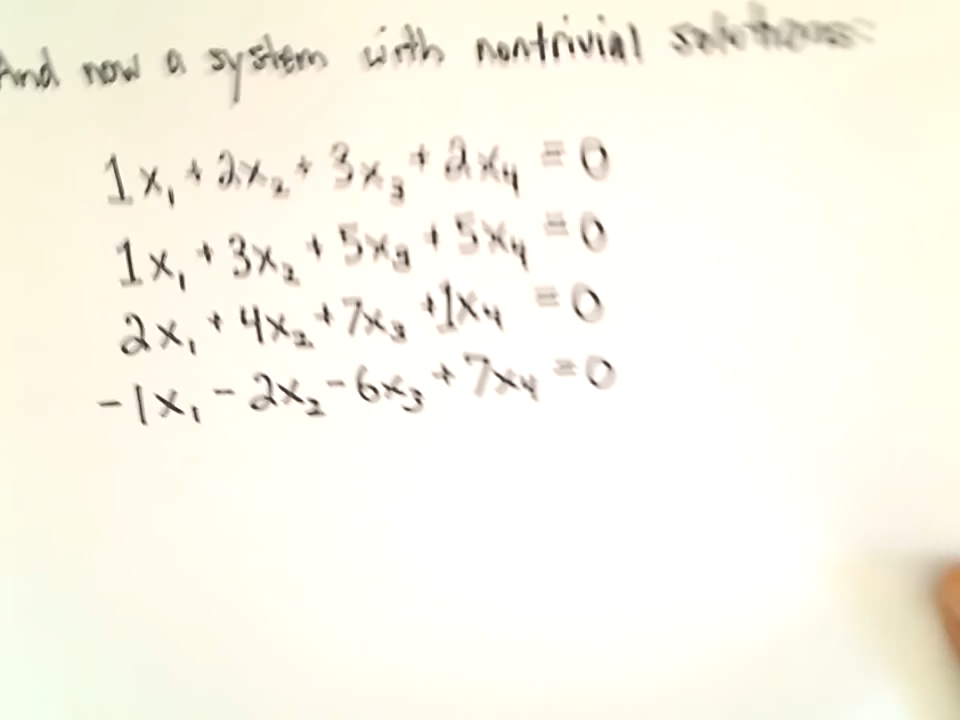 And now a system with nontrivial solutions:
1x₁ + 2x₂ + 3x₃ + 2x₄ = 0
1x₁ + 3x₂ + 5x₃ + 5x₄ = 0
2x₁ + 4x₂ + 7x₃ + 1x₄ = 0
-1x₁ - 2x₂ - 6x₃ + 7x₄ = 0